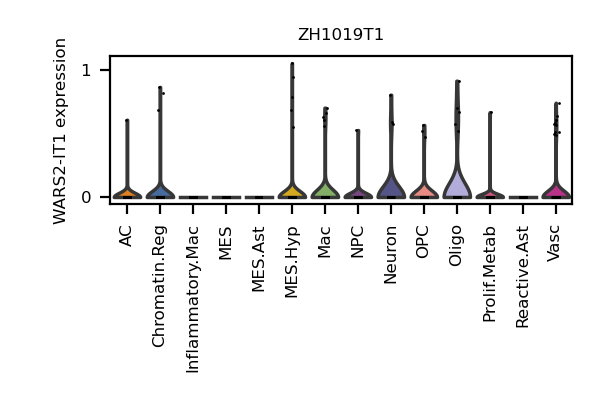 ZH1019T1
WARS2-IT1 expression
1
0
AC
Chromatin.Reg
Inflammatory.Mac
MES
MES.Ast
MES.Hyp
Mac
NPC
Neuron
OPC
Oligo
Prolif.Metab
Reactive.Ast
Vasc